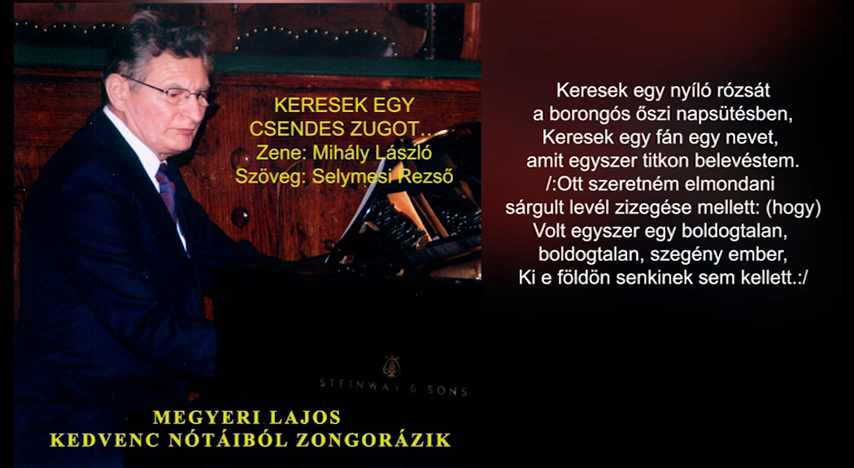 KERESEK EGY
CSENDES ZUGOT...
Zene: Mihály László
Szöveg: Selymesi Rezső
STEINWAY & SONS
MEGYERI LAJOS
KEDVENC NÓTÁIBÓL ZONGORÁZIK
Keresek egy nyíló rózsát
a borongós őszi napsütésben,
Keresek egy fán egy nevet,
amit egyszer titkon belevéstem.
/:Ott szeretném elmondani
sárgult levél zizegése mellett: (hogy)
Volt egyszer egy boldogtalan,
boldogtalan, szegény ember,
Ki e földön senkinek sem kellett.:/